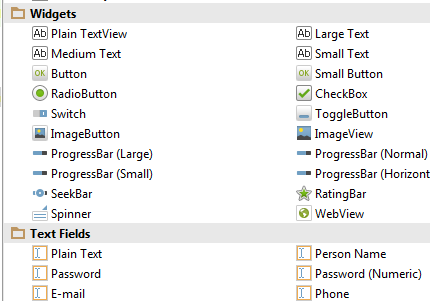 Widgets
Ab Plain TextView Ab Large Text
Ab Medium Text Ab Small Text
OK Button OK Small Button
RadioButton CheckBox
Switch ToggleButton
ImageButton ImageView
ProgressBar (Large) ProgressBar (Normal)
ProgressBar (Small) ProgressBar (Horizont
SeekBar RatingBar
Spinner WebView
Text Fields
Plain Text Person Name
Password Password (Numeric)
E-mail Phone